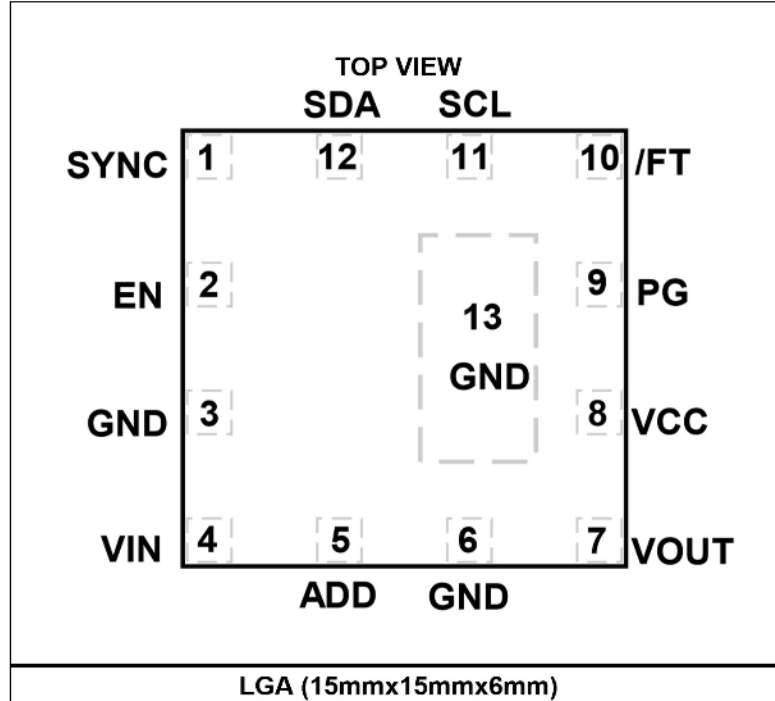 TOP VIEW
SDA SCL
SYNC 1 12 11 10 /FT
EN 2 9 PG
13
GND
GND 3 8 VCC
VIN 4 5 6 7 VOUT
ADD GND
LGA (15mmx15mmx6mm)